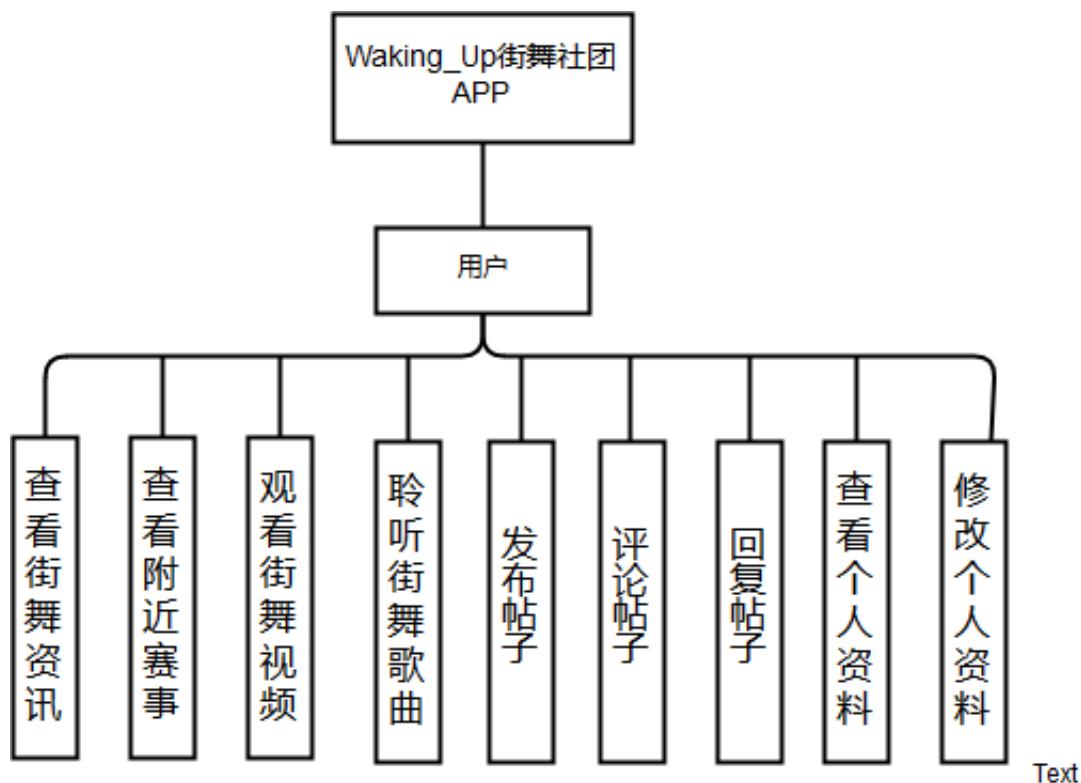 Waking_Up街舞社团
APP
用户
查看街舞资讯
查看附近赛事
观看街舞视频
聆听街舞歌曲
发布帖子
评论帖子
回复帖子
查看个人资料
修改个人资料
Text